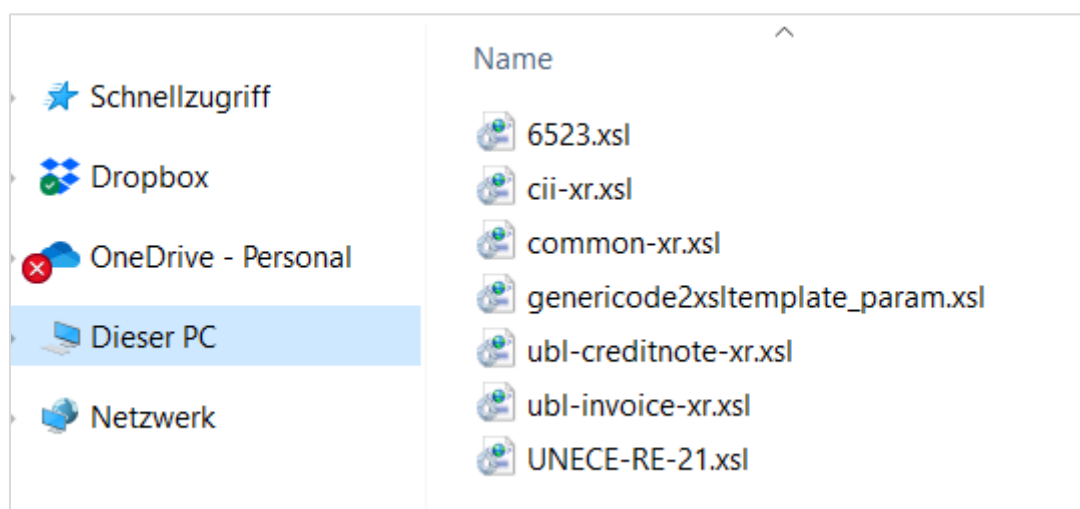 Schnellzugriff
Dropbox
OneDrive - Personal
Dieser PC
Netzwerk
Name
6523.xsl
cii-xr.xsl
common-xr.xsl
genericode2xsltemplate_param.xsl
ubl-creditnote-xr.xsl
ubl-invoice-xr.xsl
UNECE-RE-21.xsl